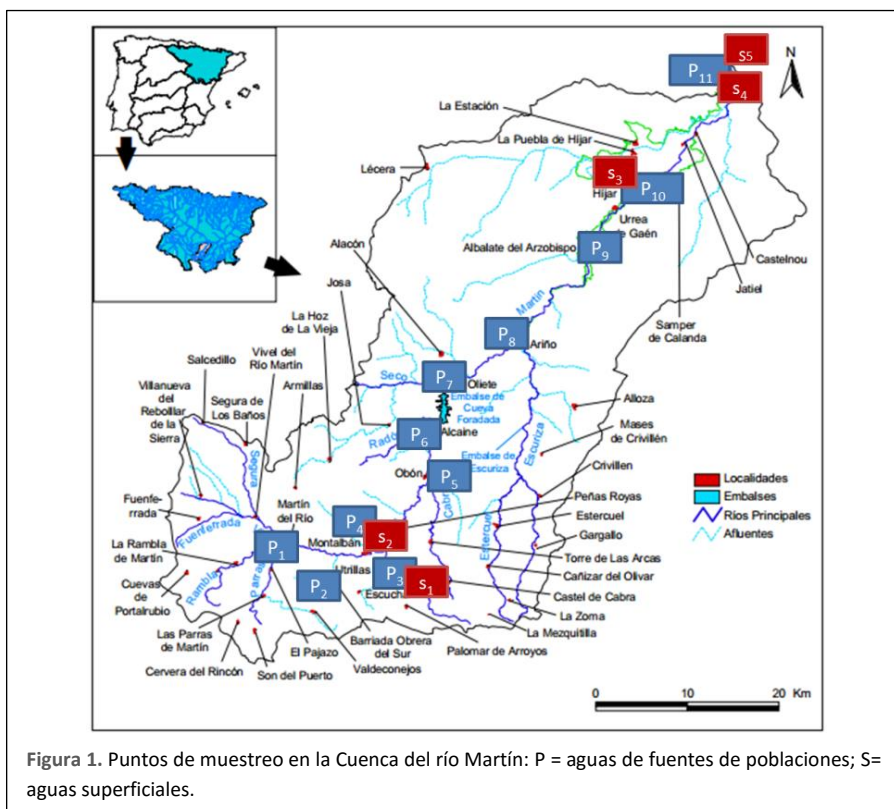 N
S5
P11
S4
La Estación
La Puebla de Híjar
Lécera
S3
P10
Híjar
Urrea
de Gaén
Alacón
Albalate del Arzobispo
P9
Castelnou
Jatiel
Josa
Martín
Samper
de Calanda
La Hoz
de La Vieja
P8
Ariño
Vivel del
Río Martín
Salcedillo
Armillas
Seco
P7
Oliete
Villanueva
del
Rebolllar
de la
Sierra
Segura de
Los Baños
Embalse de
Cueva
Foradada
Alloza
P6
Alcaine
Mases
de Crivillén
Segura
Embalse de
Escuriza
Escuriza
Obón
P5
Crivillen
Localidades
Embalses
Ríos Principales
Afluentes
Fuenfe-
rrada
Fuenferrada
Martín
del Río
P4
Montalbán
S2
Peñas Royas
Estercuel
Estercuel
Gargallo
La Rambla
de Martín
P1
Utrillas
P3
S1
Torre de Las Arcas
Cañizar del Olivar
Cuevas
de
Portalrubio
Rambla
P2
Castel de Cabra
La Zoma
Las Parras
de Martín
El Pajazo
Barriada Obrera
del Sur
Palomar de Arroyos
La Mezquitilla
Cervera del Rincón
Son del Puerto
Valdeconejos
0 10 20 Km
Figura 1. Puntos de muestreo en la Cuenca del río Martín: P = aguas de fuentes de poblaciones; S=
aguas superficiales.